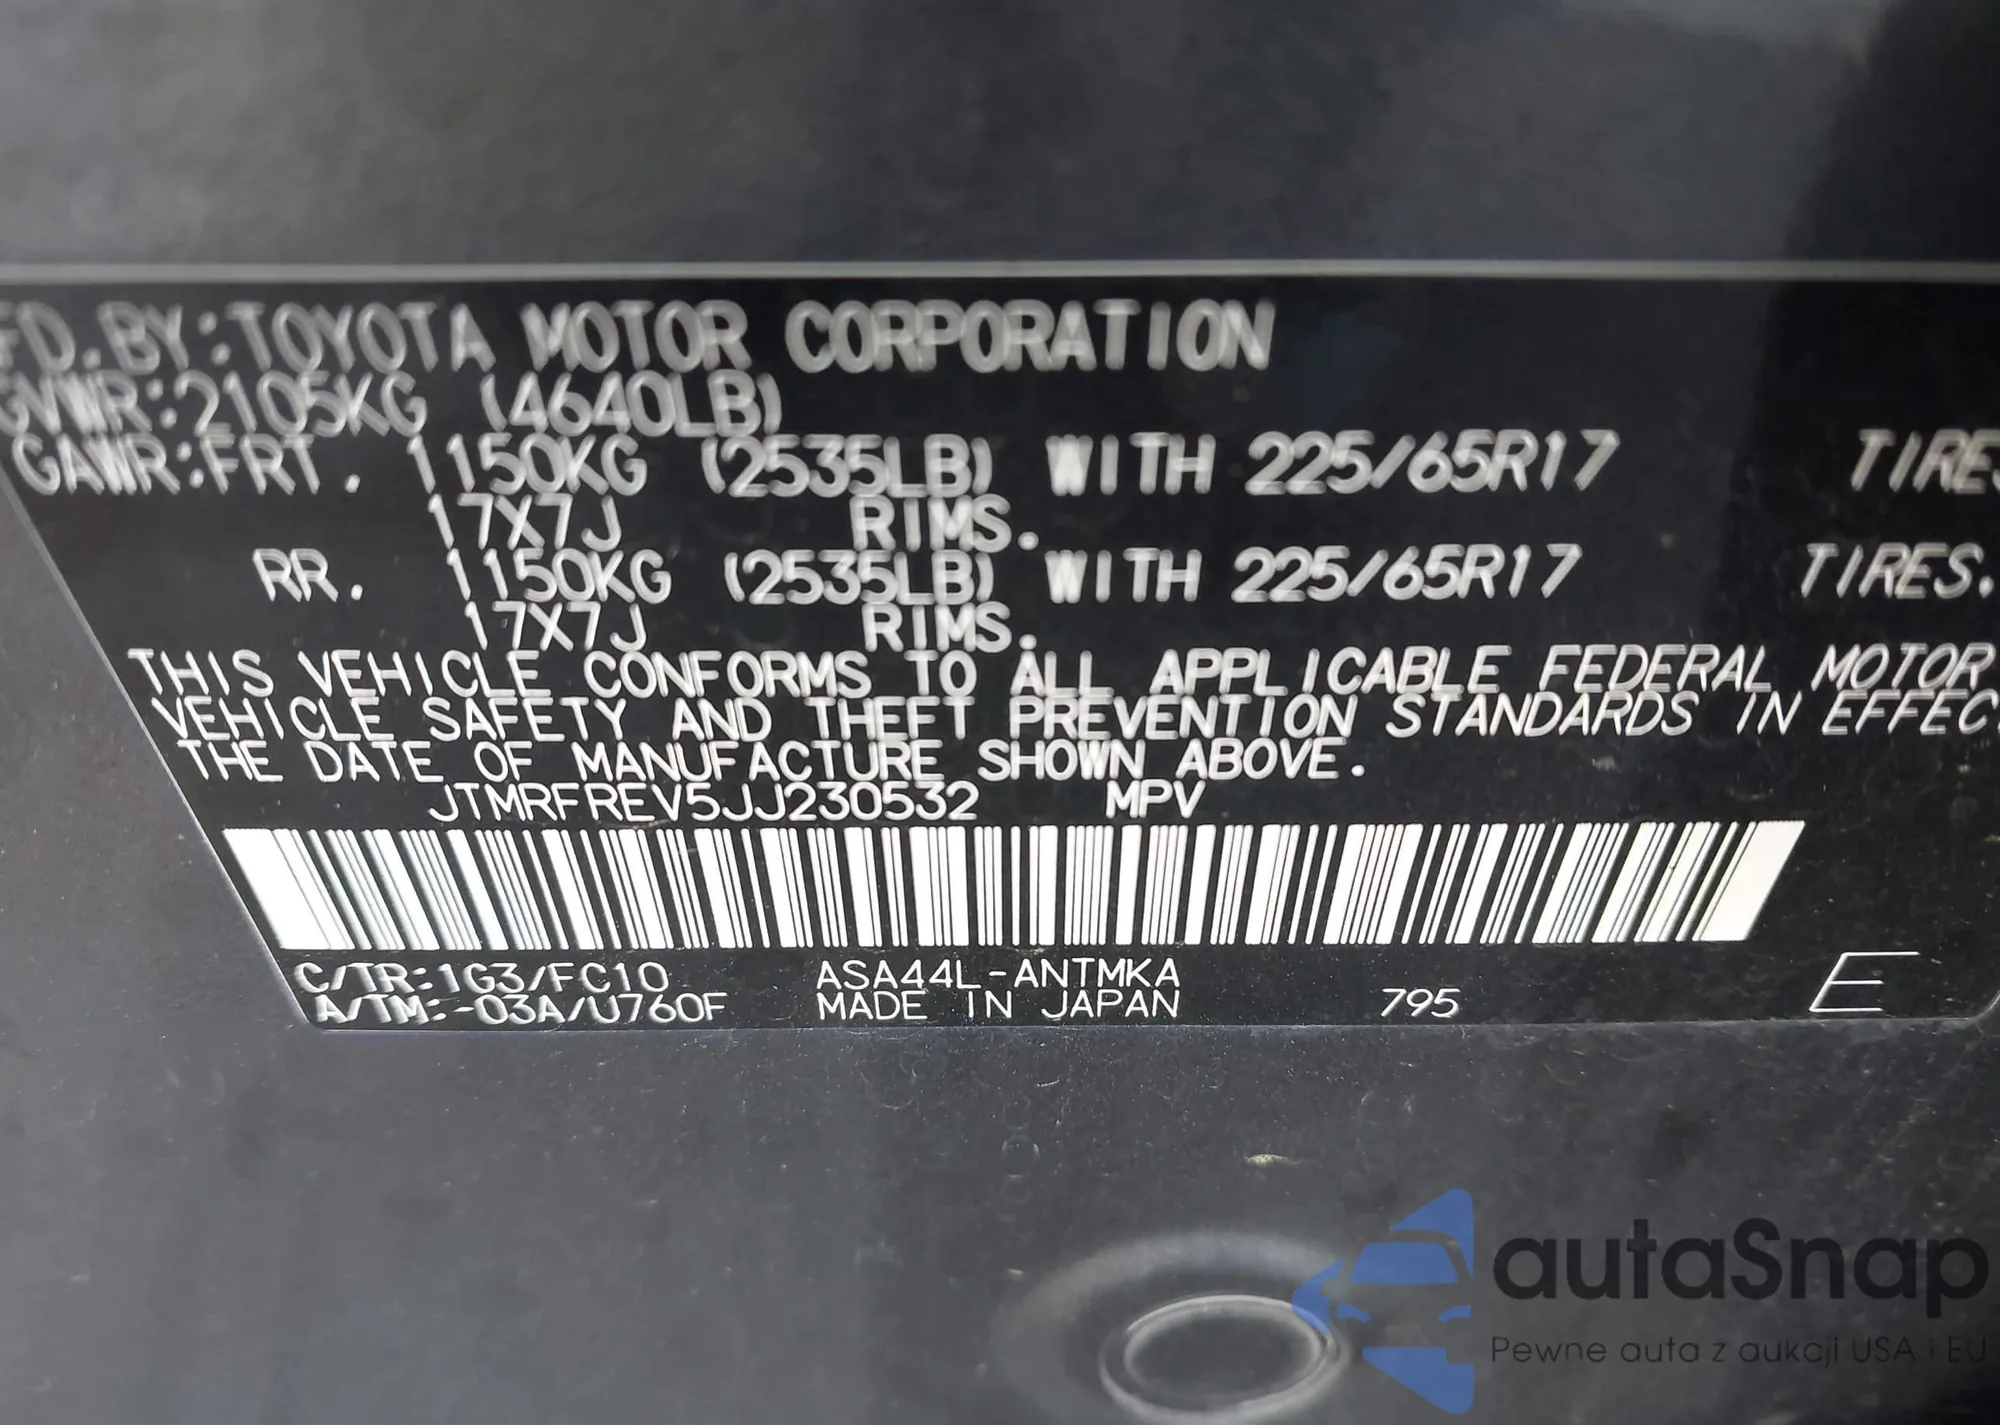 FD.BY:TOYOTA MOTOR CORPORATION
GVWR:2105KG (4640LB)
GAWR:FRT. 1150KG (2535LB) WITH 225/65R17 TIRES
17X7J RIMS.
RR. 1150KG (2535LB) WITH 225/65R17 TIRES.
17X7J RIMS.
THIS VEHICLE CONFORMS TO ALL APPLICABLE FEDERAL MOTOR
VEHICLE SAFETY AND THEFT PREVENTION STANDARDS IN EFFEC
THE DATE OF MANUFACTURE SHOWN ABOVE.
JTMRFREV5JJ230532 MPV
C/TR:1G3/FC10 ASA44L-ANTMKA
A/TM:-03A/U760F MADE IN JAPAN 795 E
autaSnap
Pewne auta z aukcji USA i EU